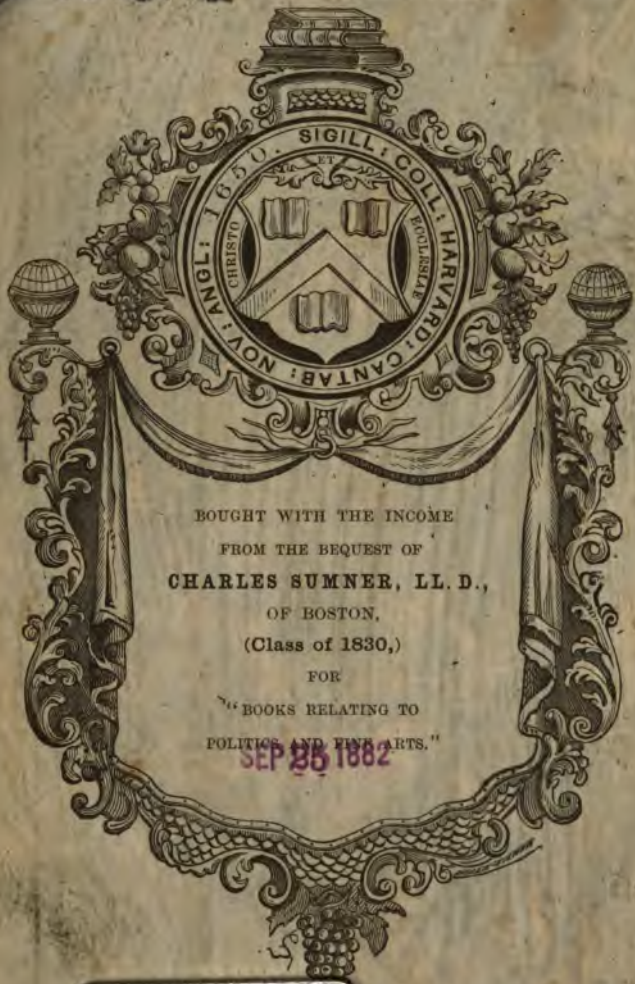 SIGILL: COLL: HARVARD: CANTAB: NOV: ANGL: 1650.
ET
CHRISTO
ECCLESIAE
BOUGHT WITH THE INCOME
FROM THE BEQUEST OF
CHARLES SUMNER, LL. D.,
OF BOSTON,
(Class of 1830,)
FOR
"BOOKS RELATING TO
POLITICS AND FINE ARTS."
SEP 1882